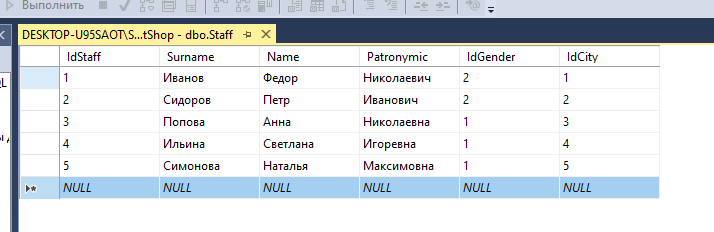 Выполнить
DESKTOP-U95SAOT\S...tShop - dbo.Staff
IdStaff Surname Name Patronymic IdGender IdCity
1 Иванов Федор Николаевич 2 1
2 Сидоров Петр Иванович 2 2
3 Попова Анна Николаевна 1 3
4 Ильина Светлана Игоревна 1 4
5 Симонова Наталья Максимовна 1 5
NULL NULL NULL NULL NULL NULL